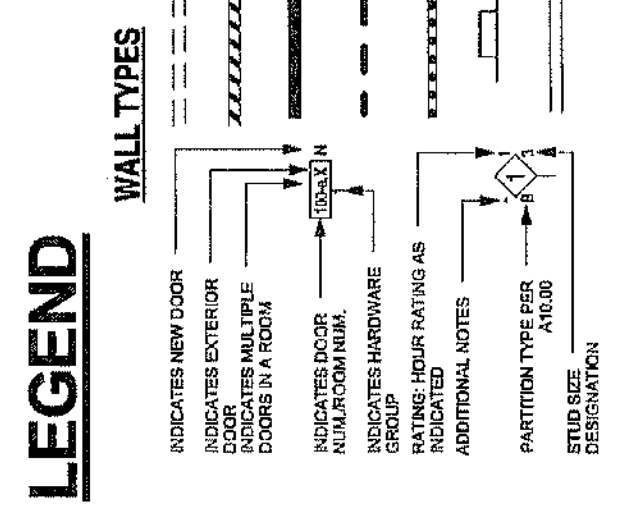 LEGEND
WALL TYPES
INDICATES NEW DOOR
INDICATES EXTERIOR
DOOR
INDICATES MULTIPLE
DOORS IN A ROOM
INDICATES DOOR
NUM./ROOM NUM.
INDICATES HARDWARE
GROUP
RATING: HOUR RATING AS
INDICATED
ADDITIONAL NOTES
PARTITION TYPE PER
A10.00
STUD SIZE
DESIGNATION
N
1
1
3